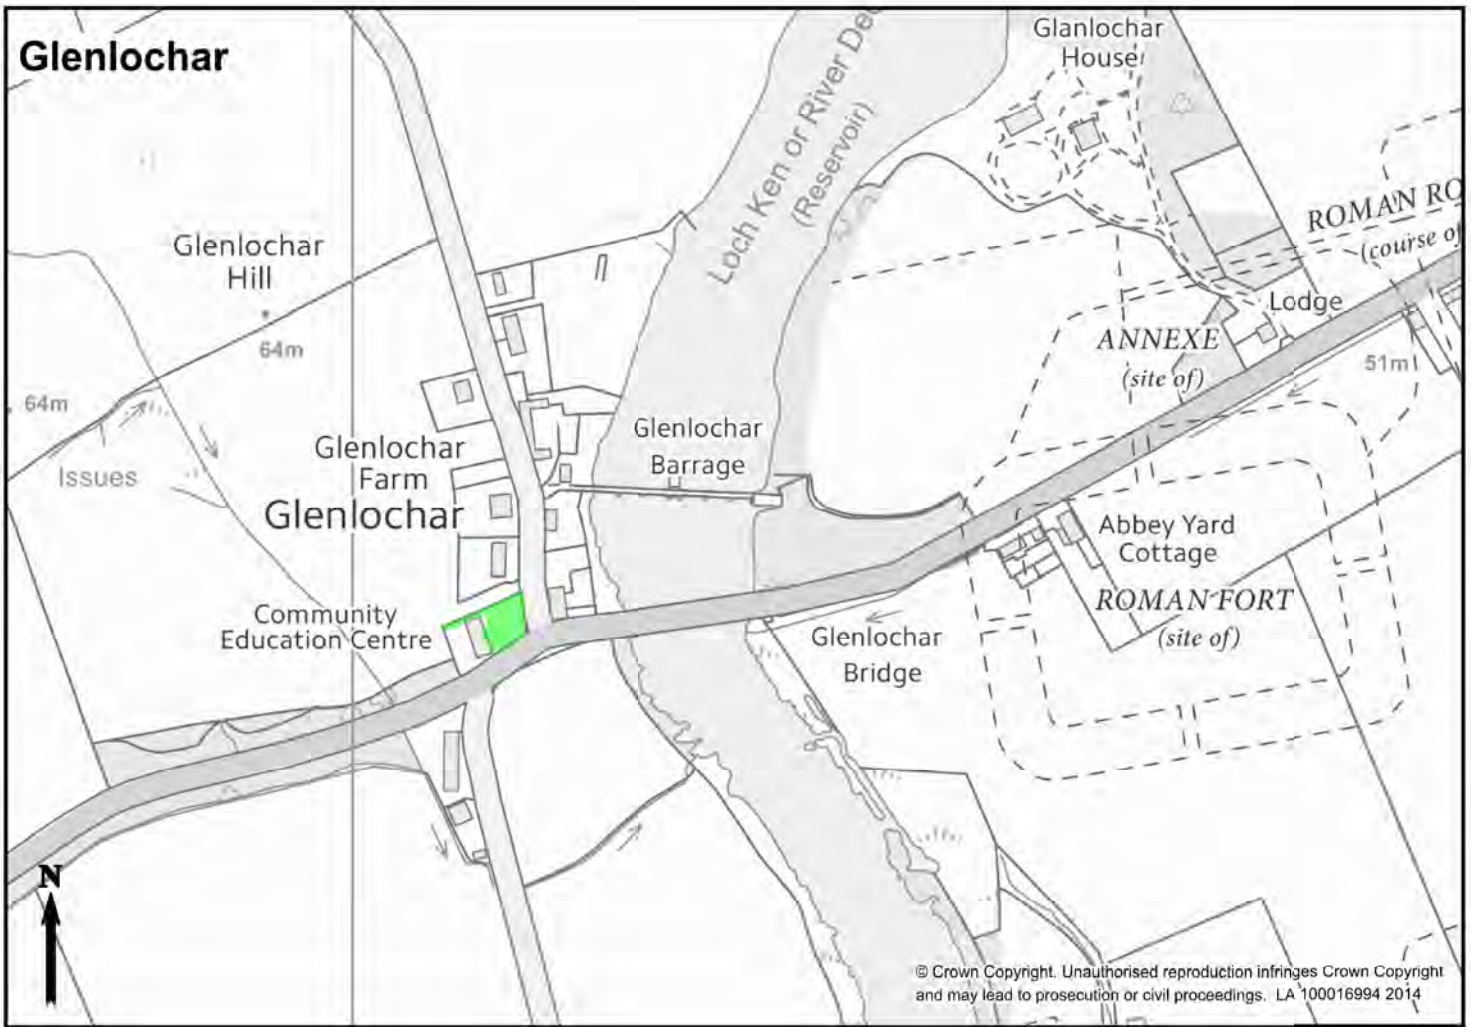 Glenlochar
Glanlochar
House
Loch Ken or River Dee
(Reservoir)
ROMAN RO
(course of
Glenlochar
Hill
64m
Lodge
ANNEXE
(site of)
51m
64m
Glenlochar
Barrage
Glenlochar
Farm
Issues
Glenlochar
Abbey Yard
Cottage
ROMAN FORT
(site of)
Community
Education Centre
Glenlochar
Bridge
N
© Crown Copyright. Unauthorised reproduction infringes Crown Copyright
and may lead to prosecution or civil proceedings. LA 100016994 2014